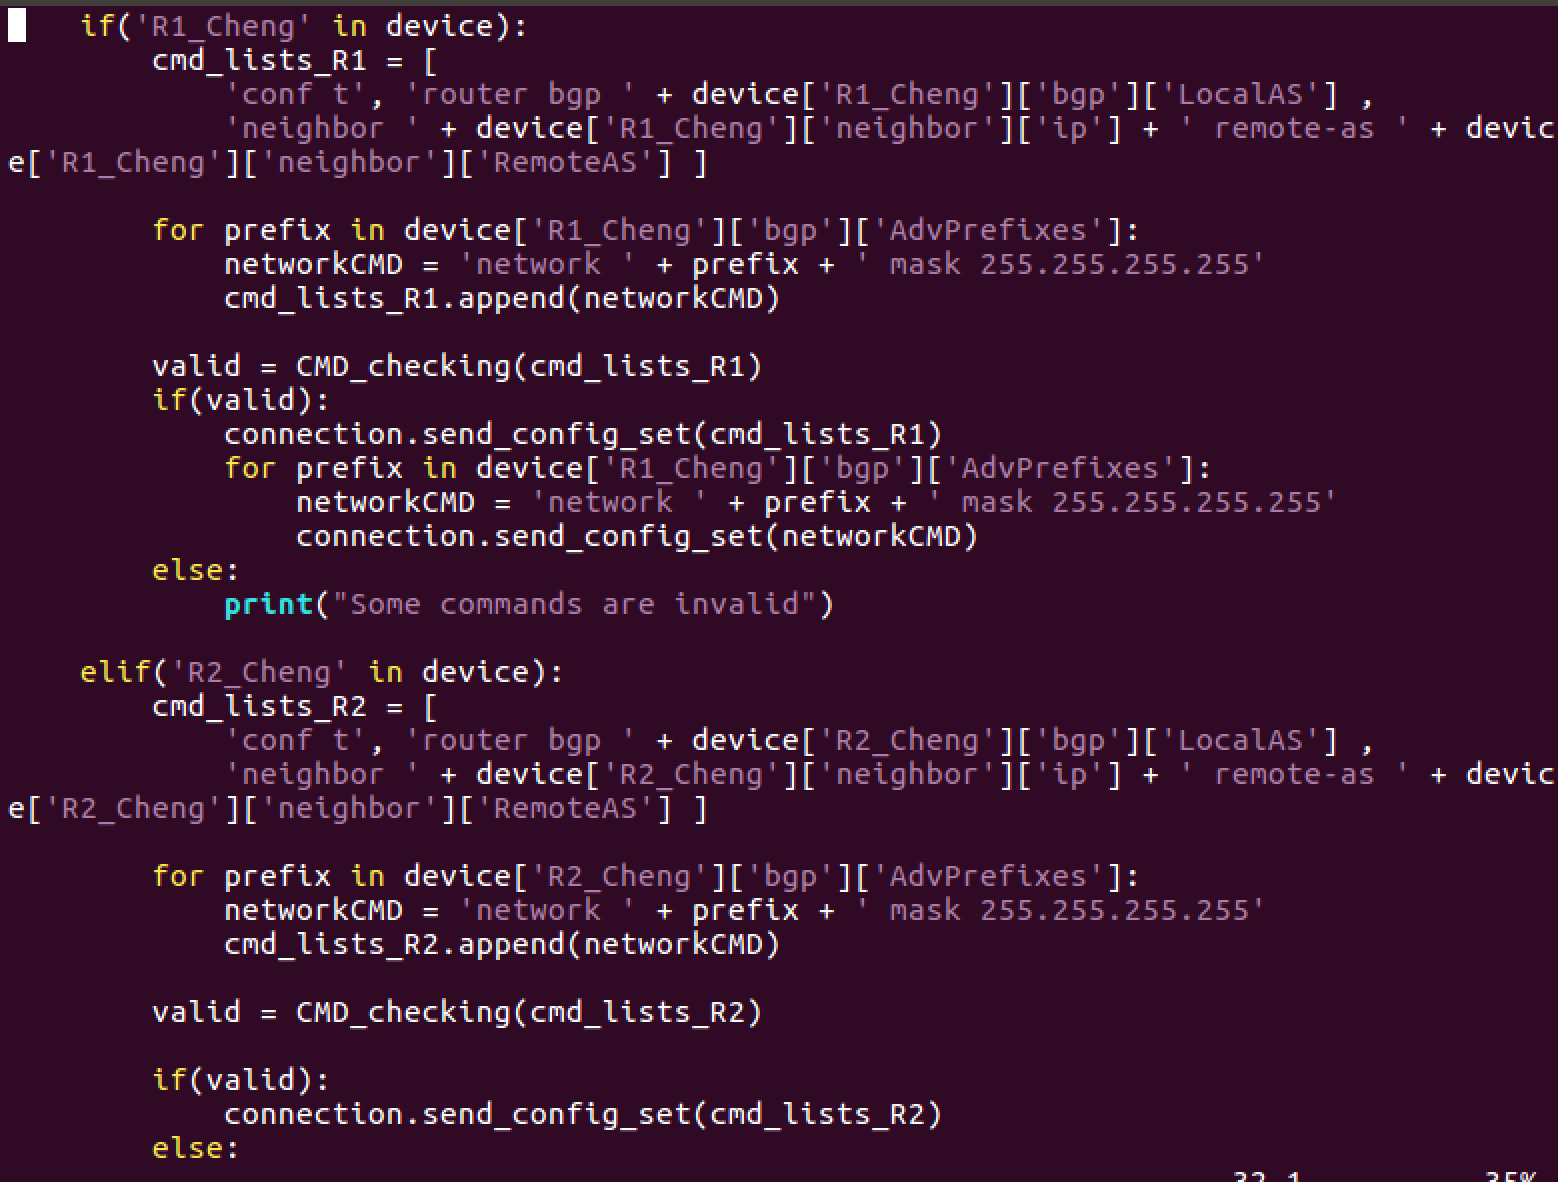 if('R1_Cheng' in device):
        cmd_lists_R1 = [
            'conf t', 'router bgp ' + device['R1_Cheng']['bgp']['LocalAS'] ,
            'neighbor ' + device['R1_Cheng']['neighbor']['ip'] + ' remote-as ' + devic
e['R1_Cheng']['neighbor']['RemoteAS'] ]

        for prefix in device['R1_Cheng']['bgp']['AdvPrefixes']:
            networkCMD = 'network ' + prefix + ' mask 255.255.255.255'
            cmd_lists_R1.append(networkCMD)

        valid = CMD_checking(cmd_lists_R1)
        if(valid):
            connection.send_config_set(cmd_lists_R1)
            for prefix in device['R1_Cheng']['bgp']['AdvPrefixes']:
                networkCMD = 'network ' + prefix + ' mask 255.255.255.255'
                connection.send_config_set(networkCMD)
        else:
            print("Some commands are invalid")

    elif('R2_Cheng' in device):
        cmd_lists_R2 = [
            'conf t', 'router bgp ' + device['R2_Cheng']['bgp']['LocalAS'] ,
            'neighbor ' + device['R2_Cheng']['neighbor']['ip'] + ' remote-as ' + devic
e['R2_Cheng']['neighbor']['RemoteAS'] ]

        for prefix in device['R2_Cheng']['bgp']['AdvPrefixes']:
            networkCMD = 'network ' + prefix + ' mask 255.255.255.255'
            cmd_lists_R2.append(networkCMD)

        valid = CMD_checking(cmd_lists_R2)

        if(valid):
            connection.send_config_set(cmd_lists_R2)
        else: